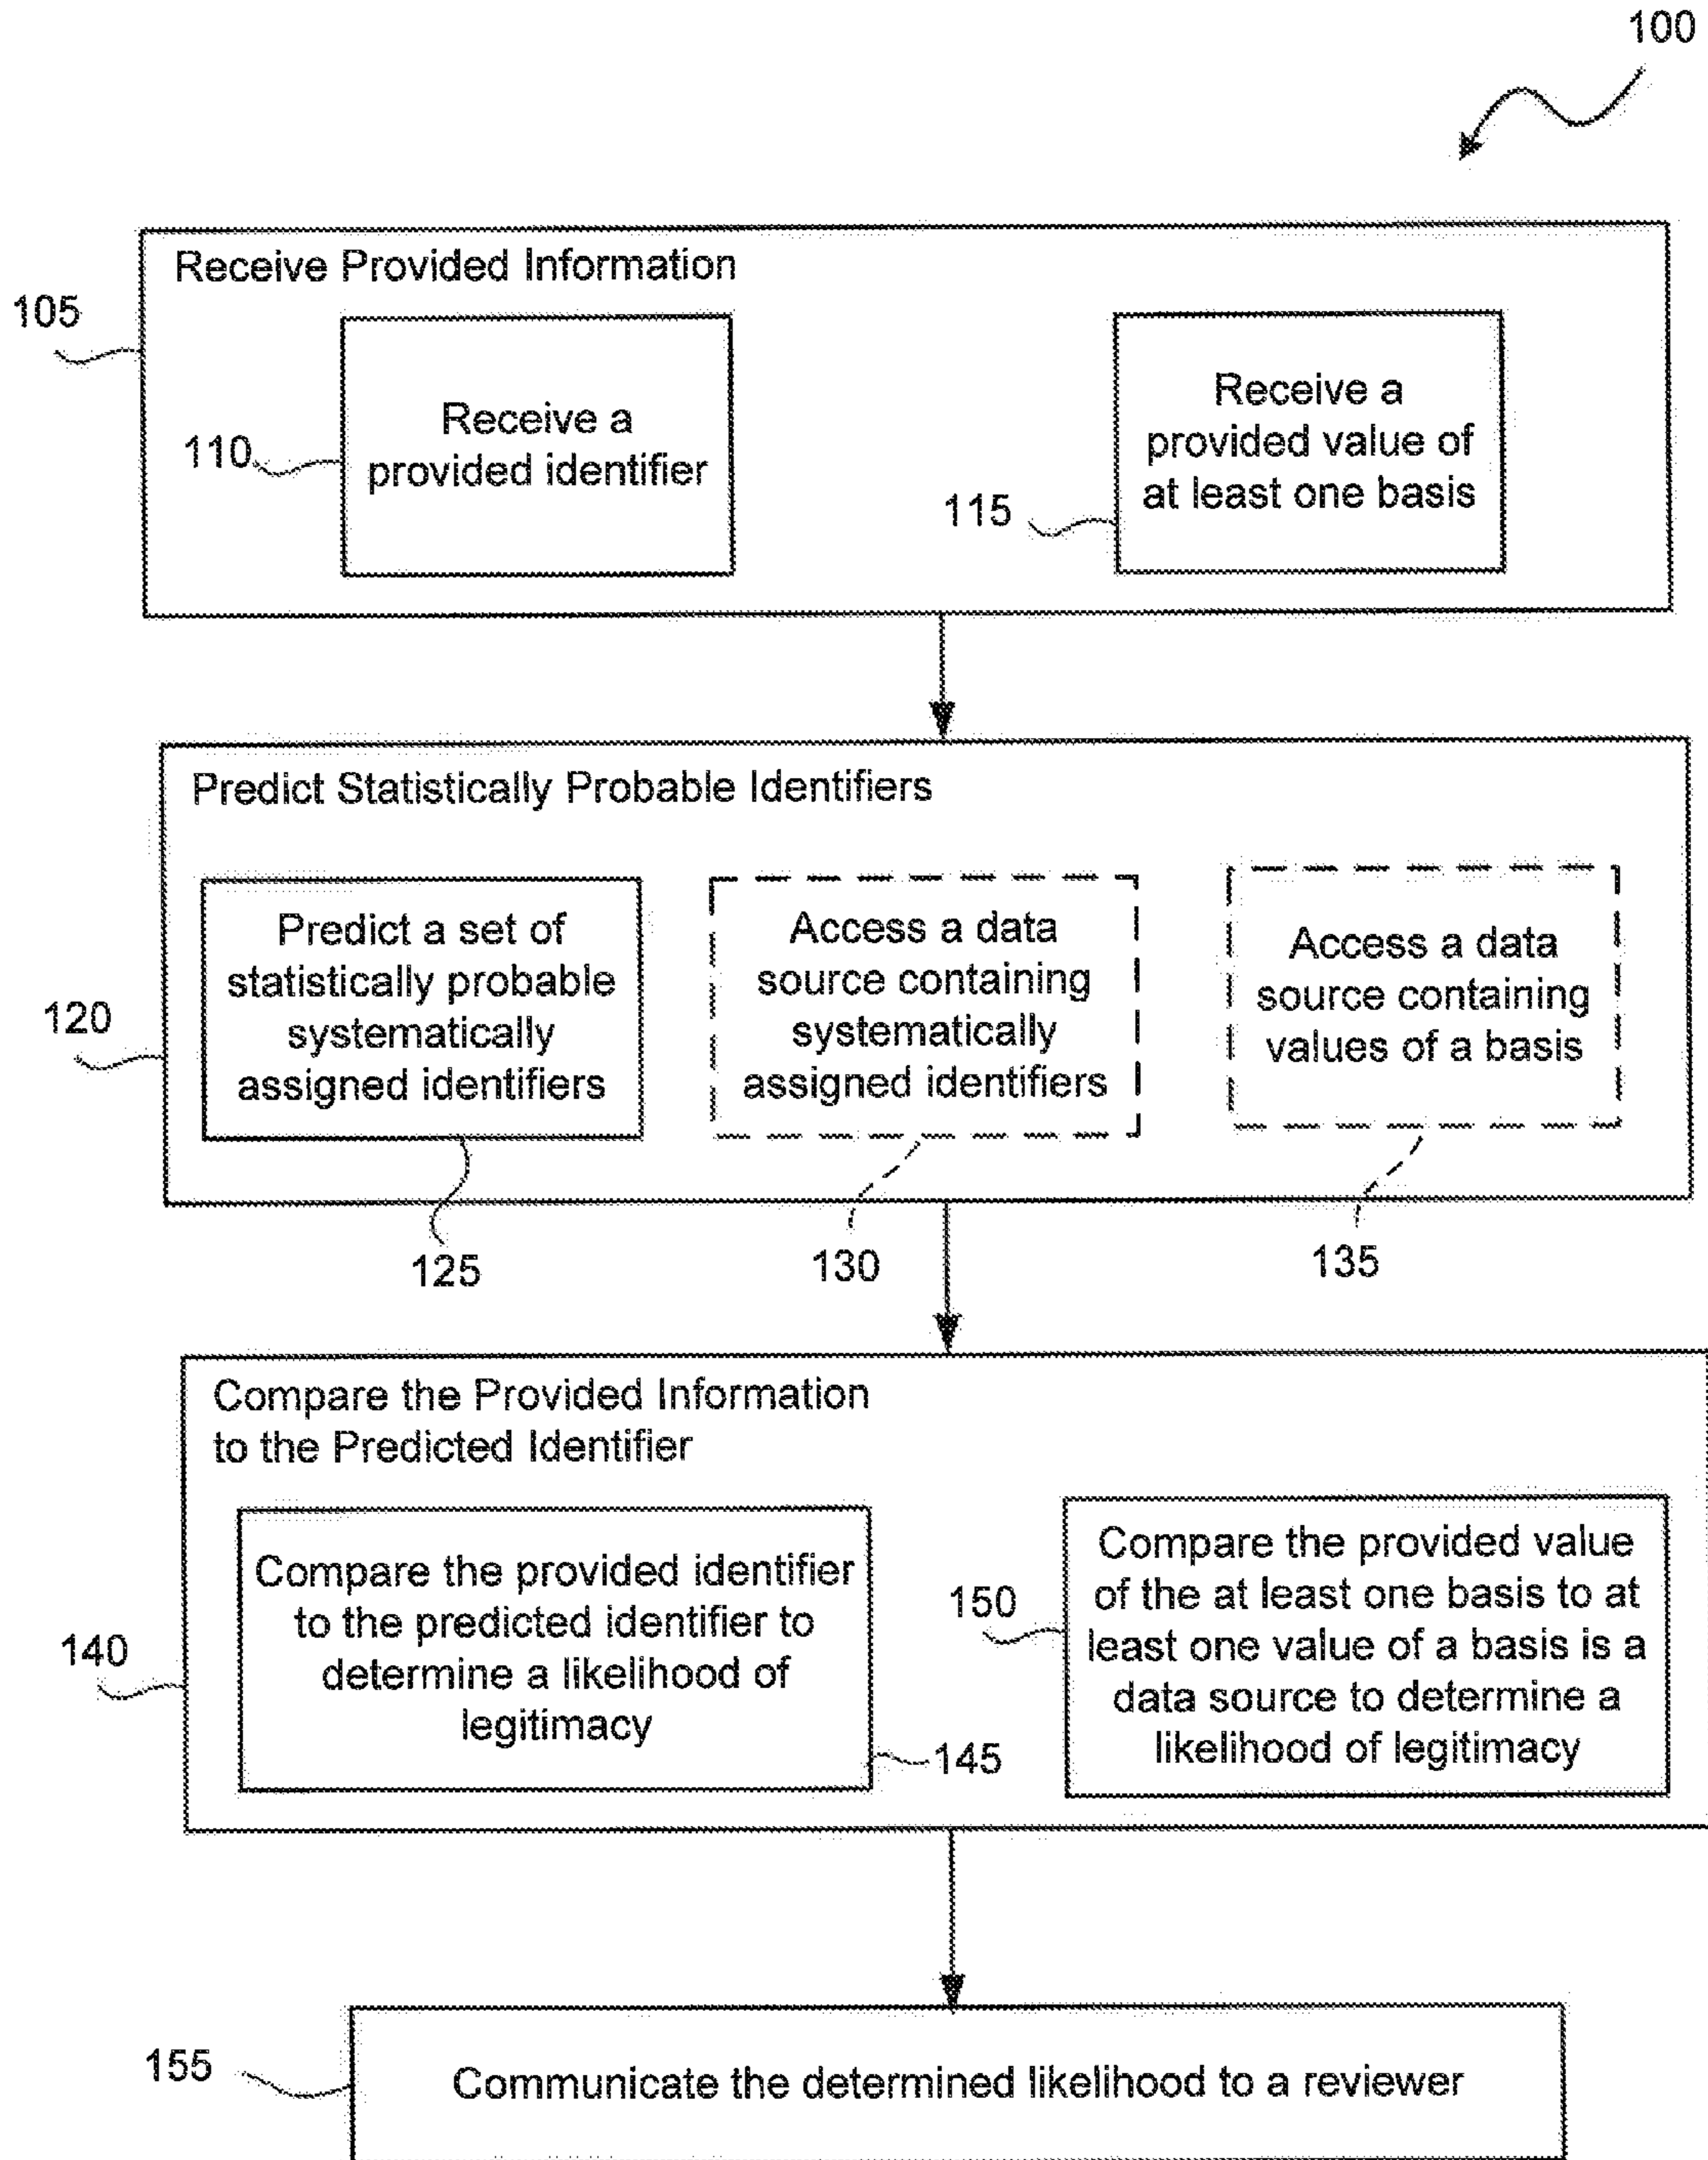 100
Receive Provided Information
105
110
Receive a
provided identifier
115
Receive a
provided value of
at least one basis
Predict Statistically Probable Identifiers
120
Predict a set of
statistically probable
systematically
assigned identifiers
Access a data
source containing
systematically
assigned identifiers
Access a data
source containing
values of a basis
125
130
135
Compare the Provided Information
to the Predicted Identifier
140
Compare the provided identifier
to the predicted identifier to
determine a likelihood of
legitimacy
145
150
Compare the provided value
of the at least one basis to at
least one value of a basis is a
data source to determine a
likelihood of legitimacy
155
Communicate the determined likelihood to a reviewer